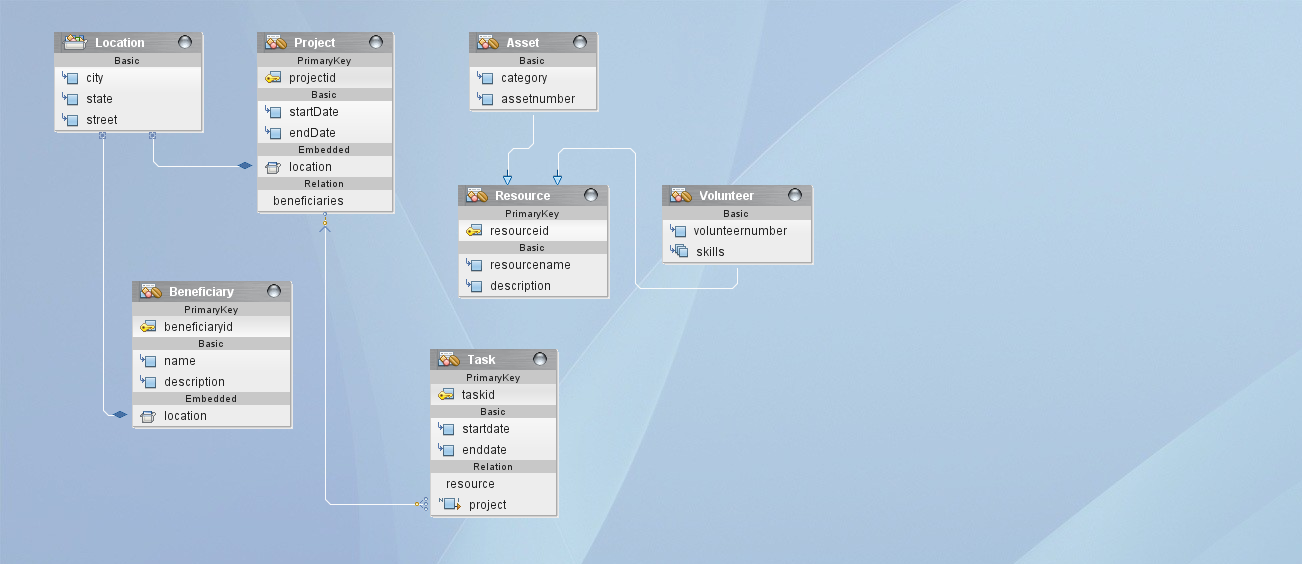 Location
Basic
city
state
street
Project
PrimaryKey
projectid
Basic
startDate
endDate
Embedded
location
Relation
beneficiaries
Asset
Basic
category
assetnumber
Resource
PrimaryKey
resourceid
Basic
resourcename
description
Volunteer
Basic
volunteernumber
skills
Beneficiary
PrimaryKey
beneficiaryid
Basic
name
description
Embedded
location
Task
PrimaryKey
taskid
Basic
startdate
enddate
Relation
resource
N 1 project